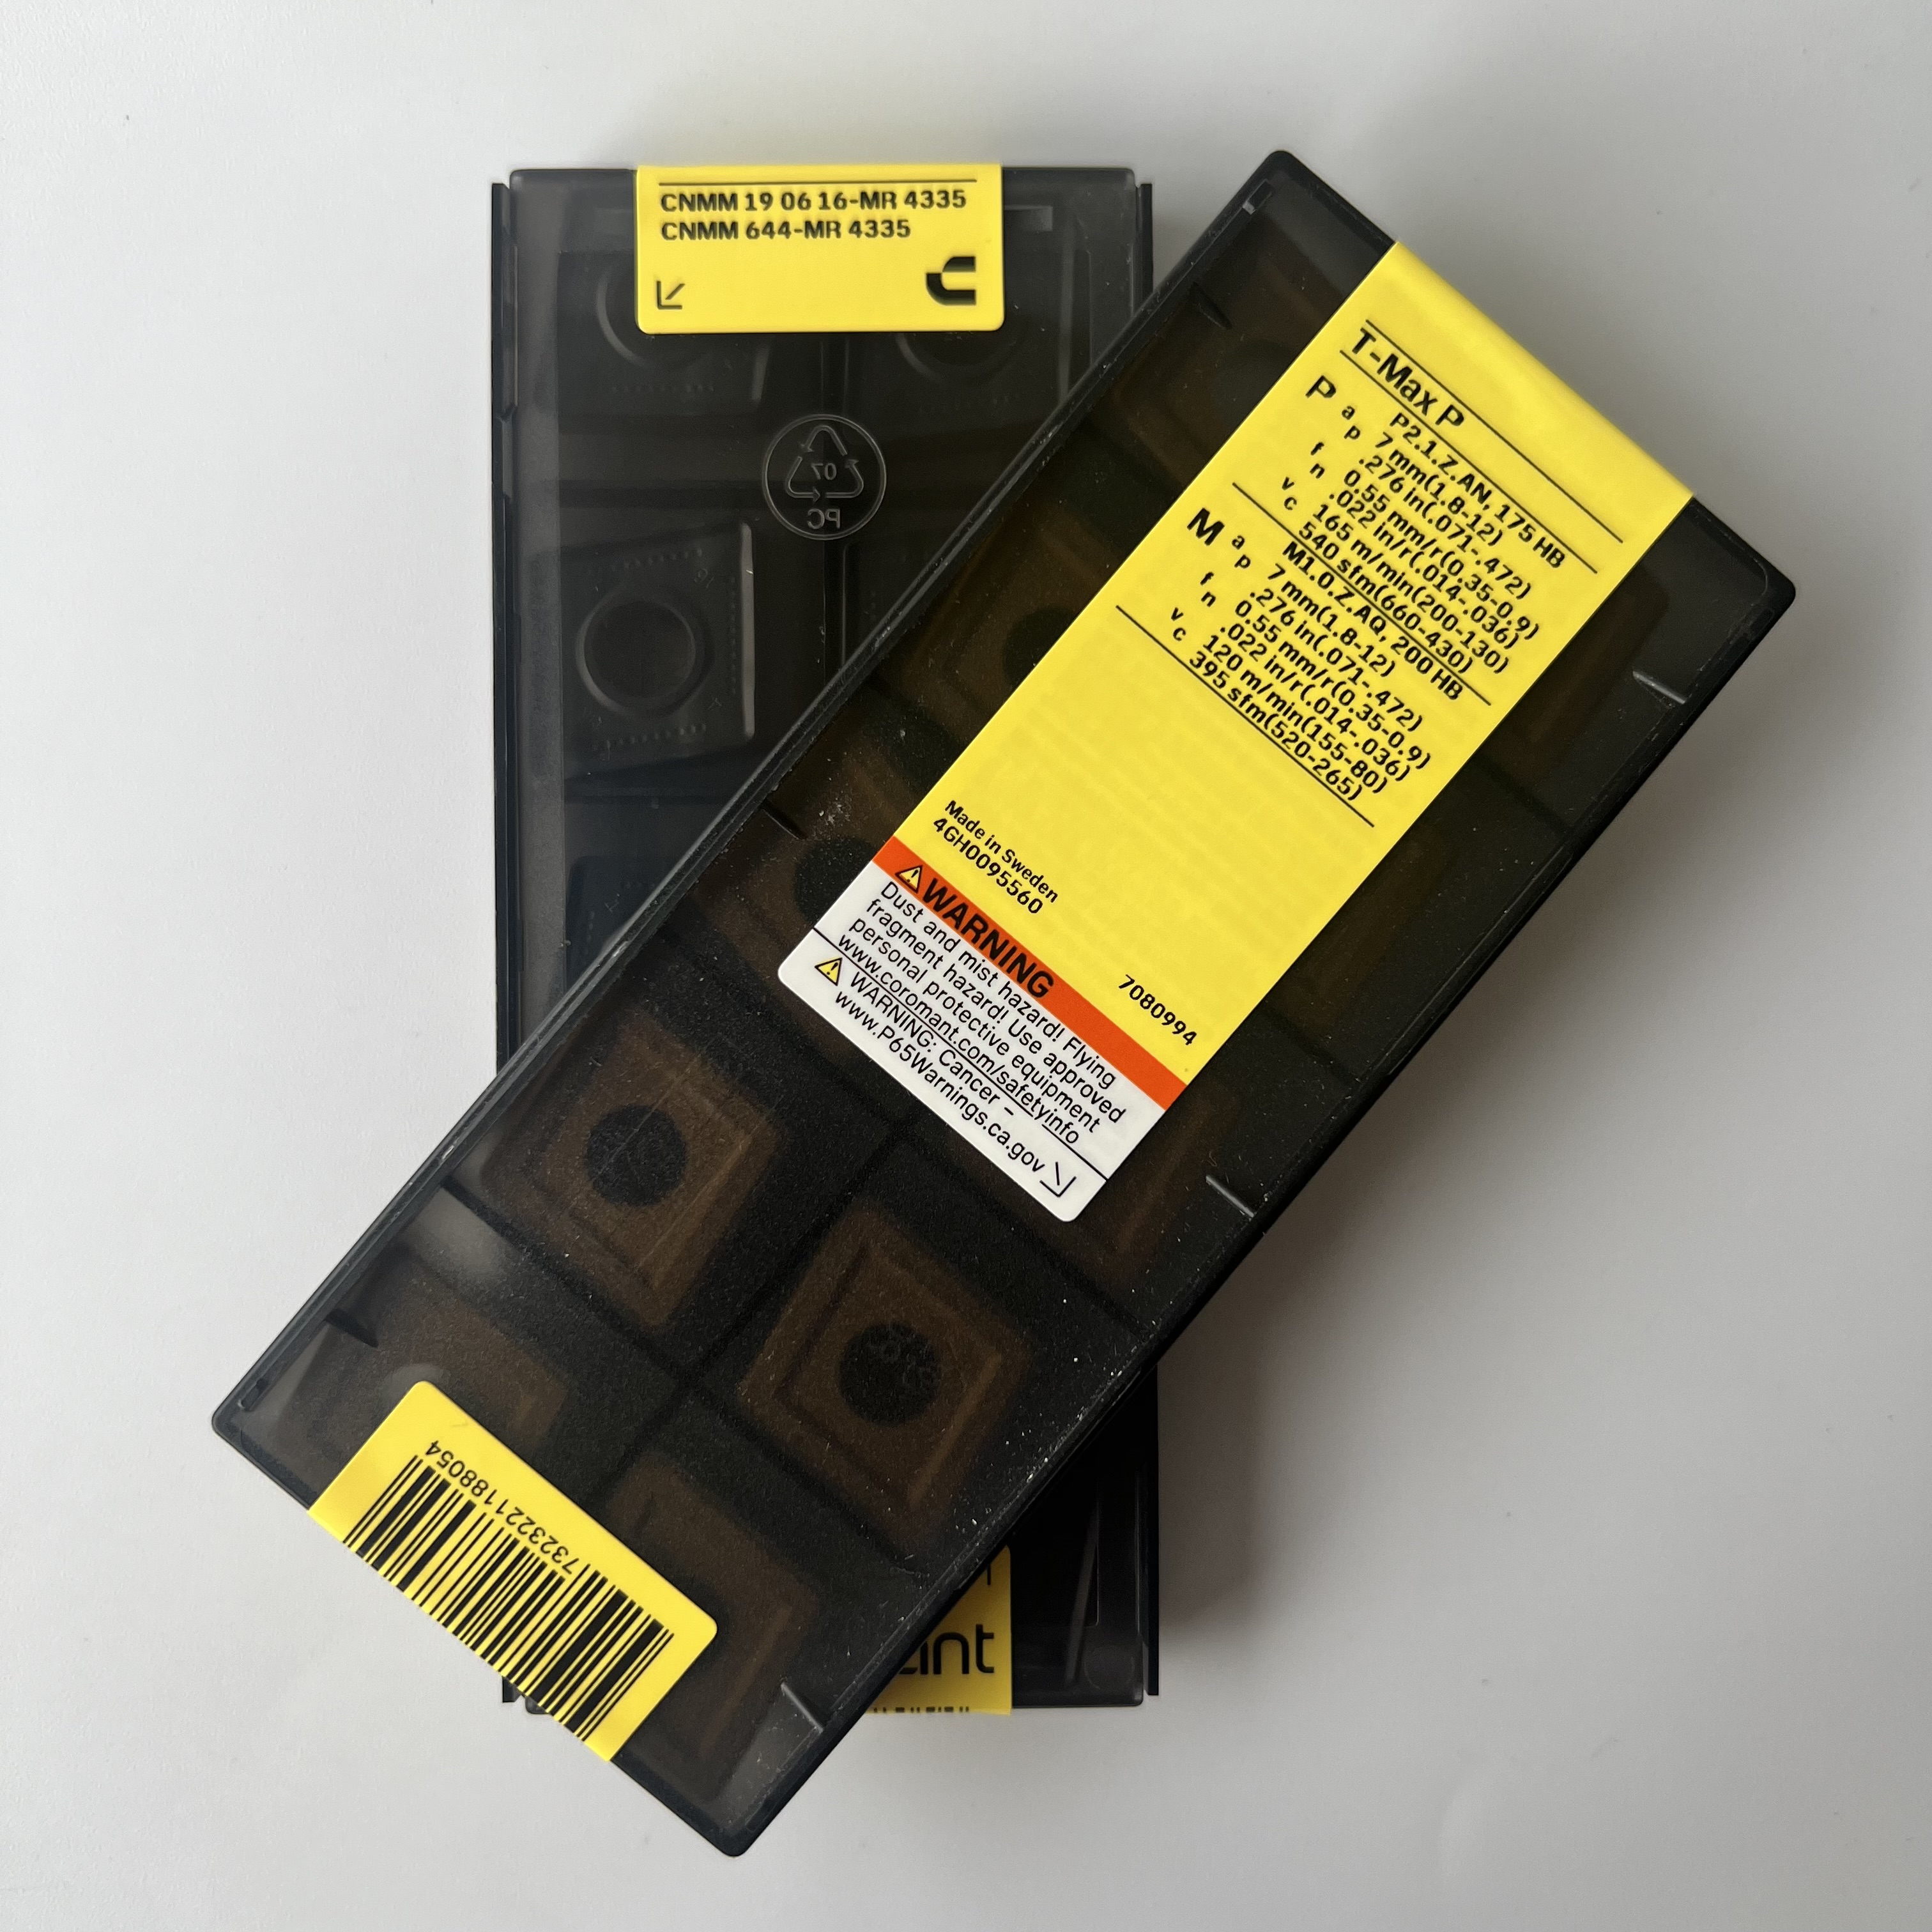 CNMM 19 06 16-MR 4335
CNMM 644-MR 4335
07
PC
T-Max P
P P2.1.Z.AN, 175 HB
ap 7 mm(1.8-12)
.276 in(.071-.472)
fn 0.55 mm/r(0.35-0.9)
.022 in/r(.014-.036)
vc 165 m/min(200-130)
540 sfm(660-430)
M M1.0.Z.AQ, 200 HB
ap 7 mm(1.8-12)
.276 in(.071-.472)
fn 0.55 mm/r(0.35-0.9)
.022 in/r(.014-.036)
vc 120 m/min(155-80)
395 sfm(520-265)
Made in Sweden
4GH0095560
7080994
WARNING
Dust and mist hazard! Flying
fragment hazard! Use approved
personal protective equipment
www.coromant.com/safetyinfo
WARNING: Cancer –
www.P65Warnings.ca.gov
7323221188054
ant